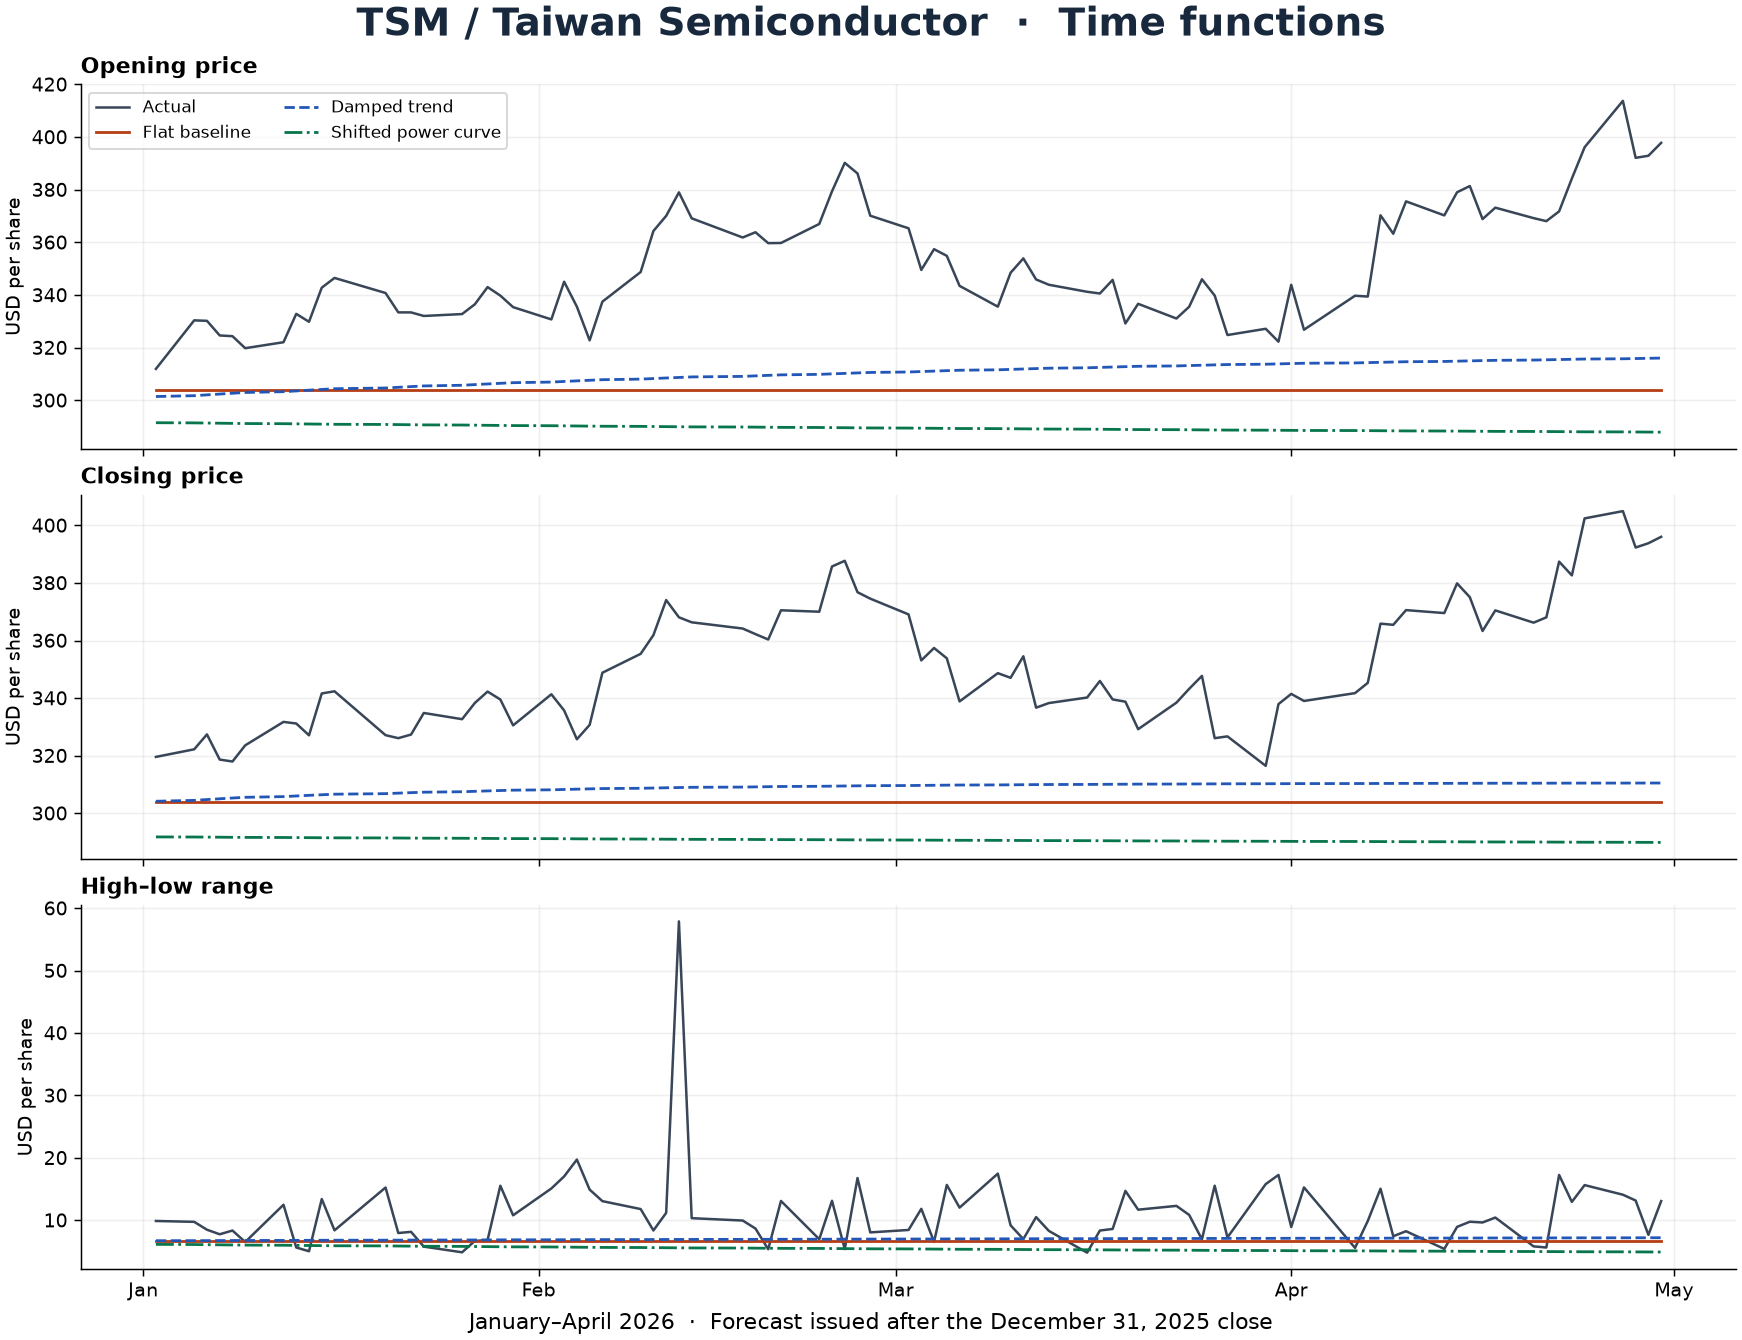 TSM / Taiwan Semiconductor · Time functions
Opening price
Actual
Flat baseline
Damped trend
Shifted power curve
USD per share
420
400
380
360
340
320
300
Closing price
USD per share
400
380
360
340
320
300
High–low range
USD per share
60
50
40
30
20
10
Jan Feb Mar Apr May
January–April 2026 · Forecast issued after the December 31, 2025 close